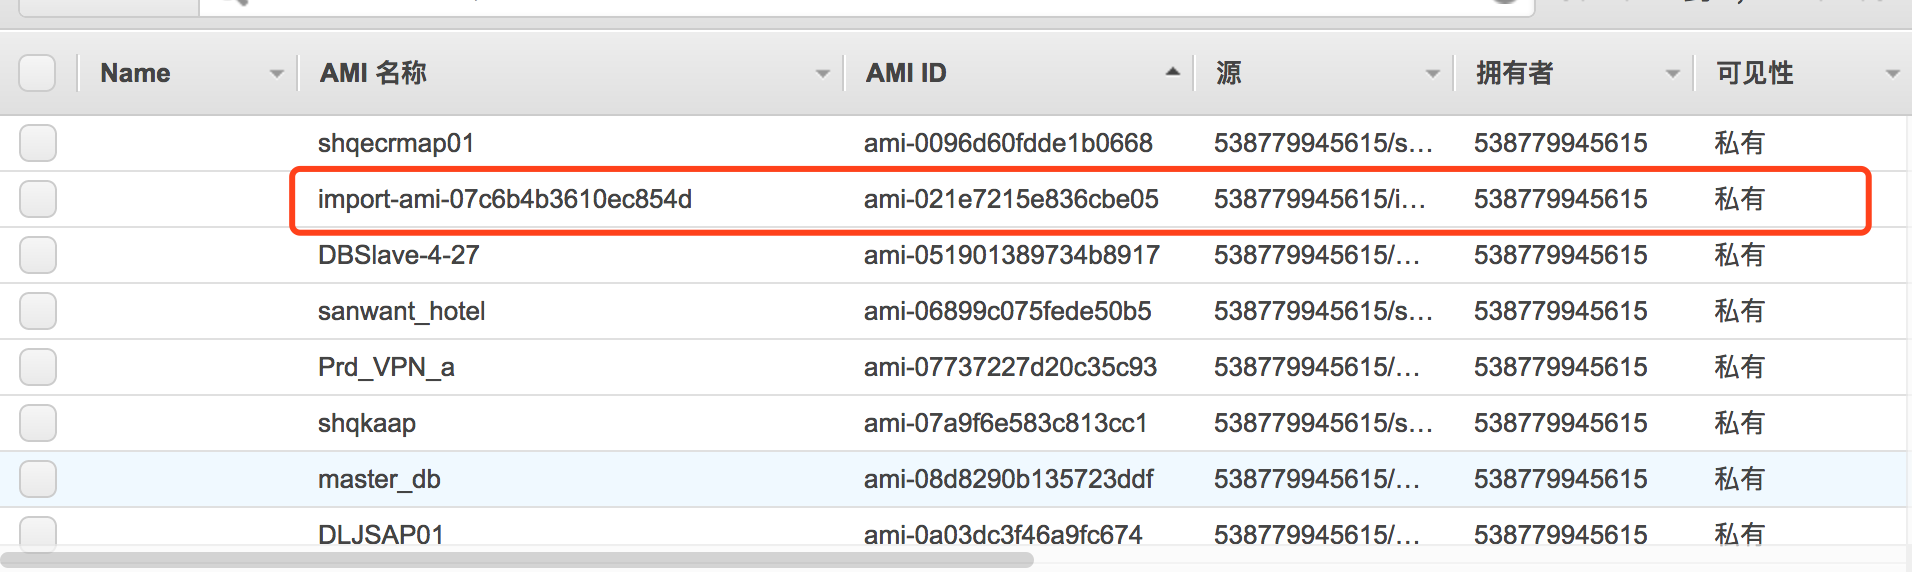 Name AMI 名称 AMI ID 源 拥有者 可见性
shqecrmap01 ami-0096d60fdde1b0668 538779945615/s... 538779945615 私有
import-ami-07c6b4b3610ec854d ami-021e7215e836cbe05 538779945615/i... 538779945615 私有
DBSlave-4-27 ami-051901389734b8917 538779945615/... 538779945615 私有
sanwant_hotel ami-06899c075fede50b5 538779945615/s... 538779945615 私有
Prd_VPN_a ami-07737227d20c35c93 538779945615/... 538779945615 私有
shqkaap ami-07a9f6e583c813cc1 538779945615/s... 538779945615 私有
master_db ami-08d8290b135723ddf 538779945615/... 538779945615 私有
DLJSAP01 ami-0a03dc3f46a9fc674 538779945615/... 538779945615 私有